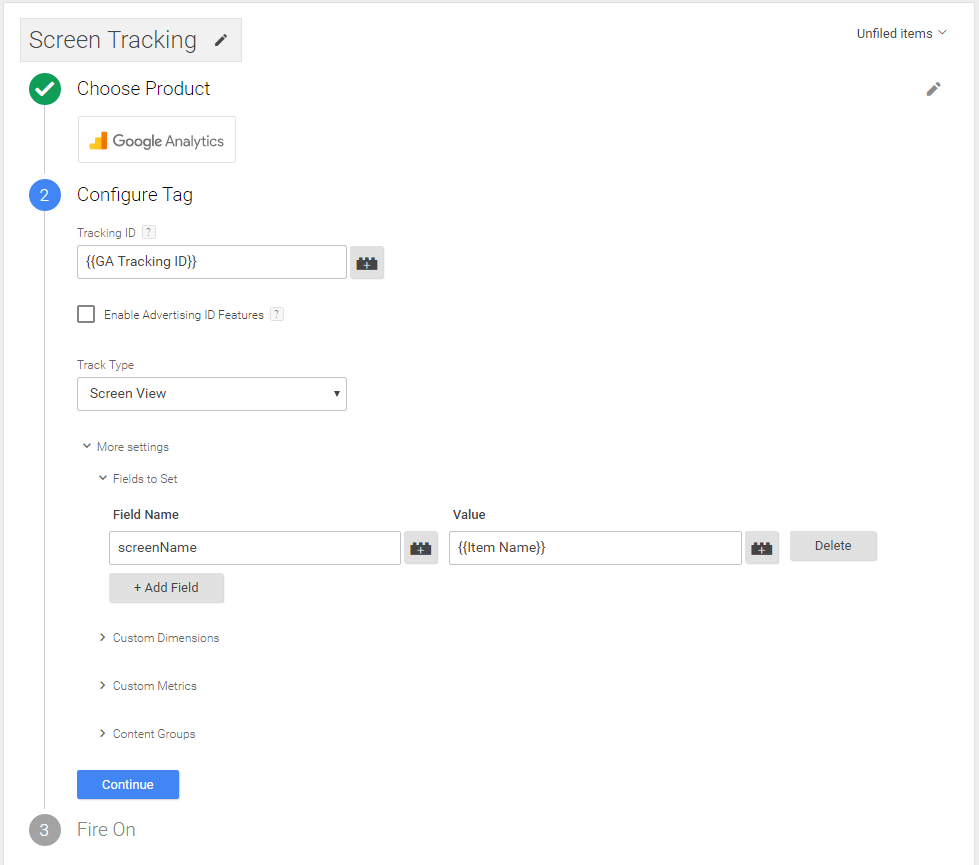 Screen Tracking
Unfiled items
Choose Product
Google Analytics
2 Configure Tag
Tracking ID ?
{{GA Tracking ID}}
Enable Advertising ID Features ?
Track Type
Screen View
More settings
Fields to Set
Field Name Value
screenName {{Item Name}} Delete
+ Add Field
Custom Dimensions
Custom Metrics
Content Groups
Continue
3 Fire On